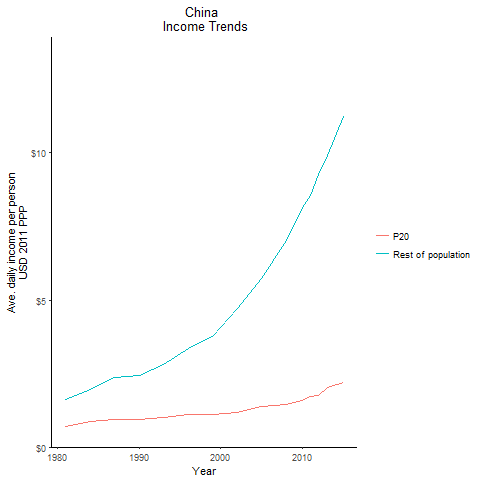 China
Income Trends
Ave. daily income per person
USD 2011 PPP
$10
$5
$0
1980
1990
2000
2010
Year
P20
Rest of population